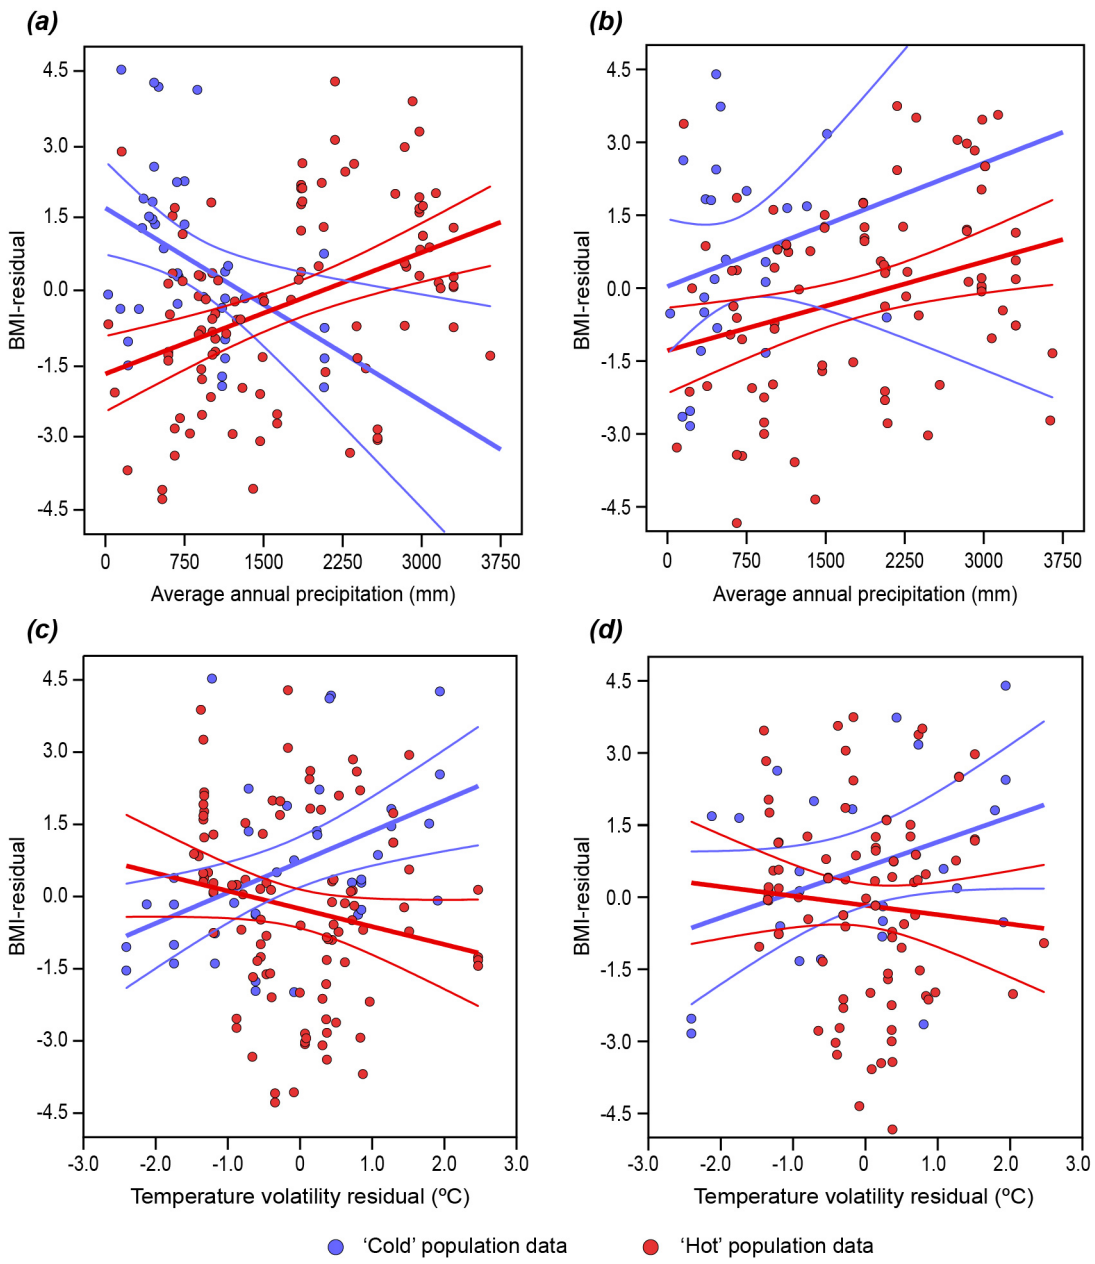 (a)
(b)
4.5
3.0
1.5
0.0
-1.5
-3.0
-4.5
BMI-residual
0 750 1500 2250 3000 3750
Average annual precipitation (mm)
4.5
3.0
1.5
0.0
-1.5
-3.0
-4.5
BMI-residual
0 750 1500 2250 3000 3750
Average annual precipitation (mm)
(c)
(d)
4.5
3.0
1.5
0.0
-1.5
-3.0
-4.5
BMI-residual
-3.0 -2.0 -1.0 0 1.0 2.0 3.0
Temperature volatility residual (ºC)
4.5
3.0
1.5
0.0
-1.5
-3.0
-4.5
BMI-residual
-3.0 -2.0 -1.0 0 1.0 2.0 3.0
Temperature volatility residual (ºC)
‘Cold’ population data
‘Hot’ population data